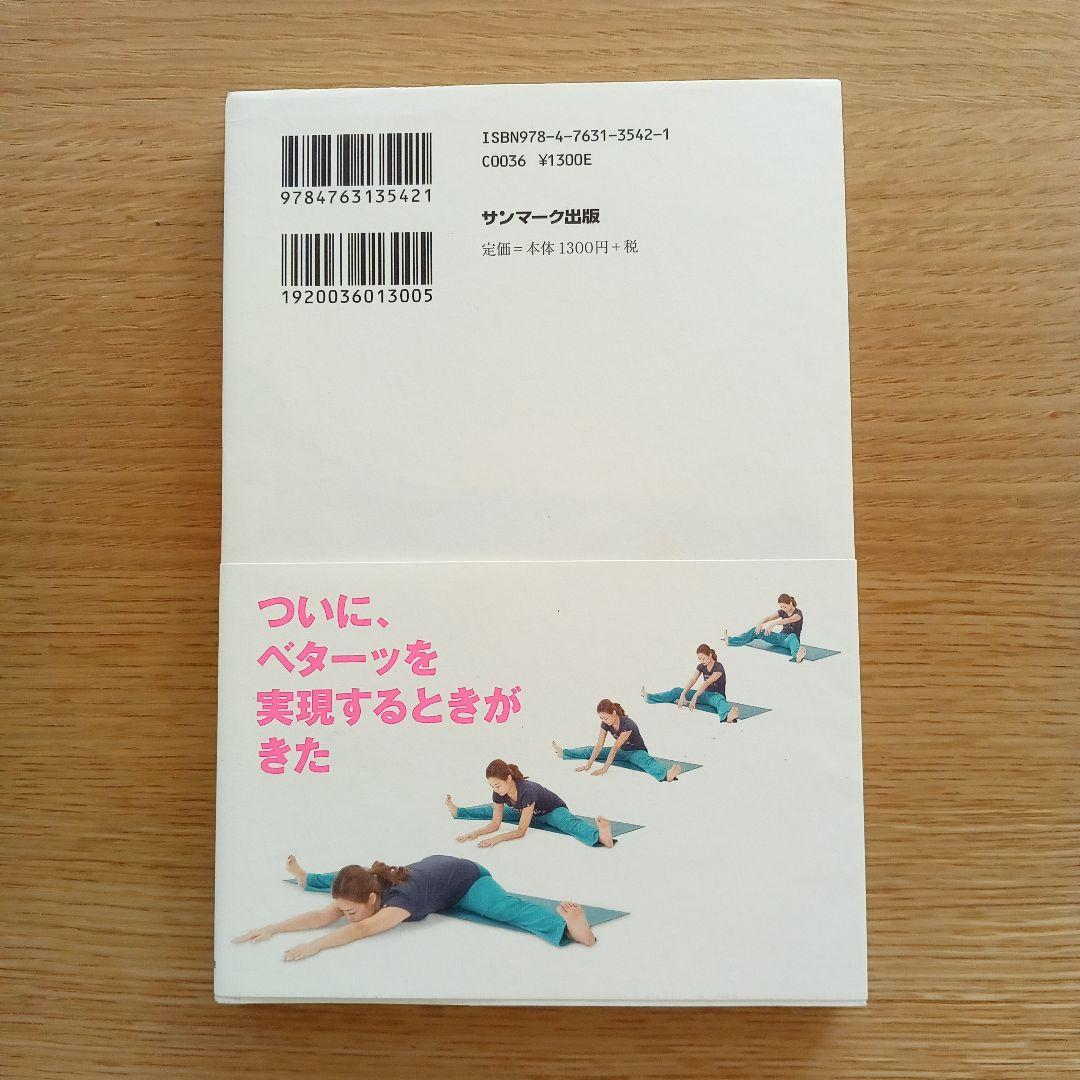 ISBN978-4-7631-3542-1
C0036 ¥1300E
9784763135421
サンマーク出版
定価=本体1300円+税
1920036013005
ついに、
ベターッを
実現するときが
きた